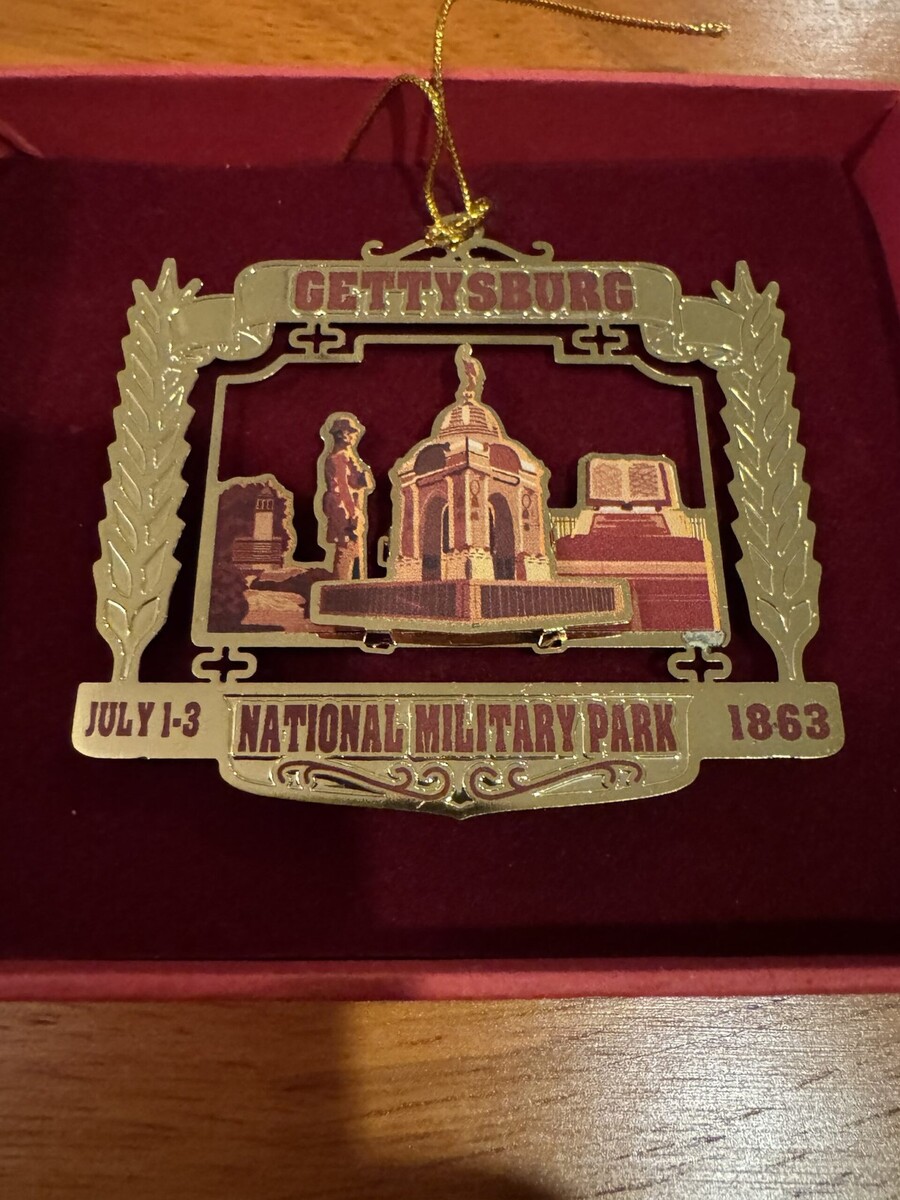 GETTYSBURG
JULY 1-3
NATIONAL MILITARY PARK
1863